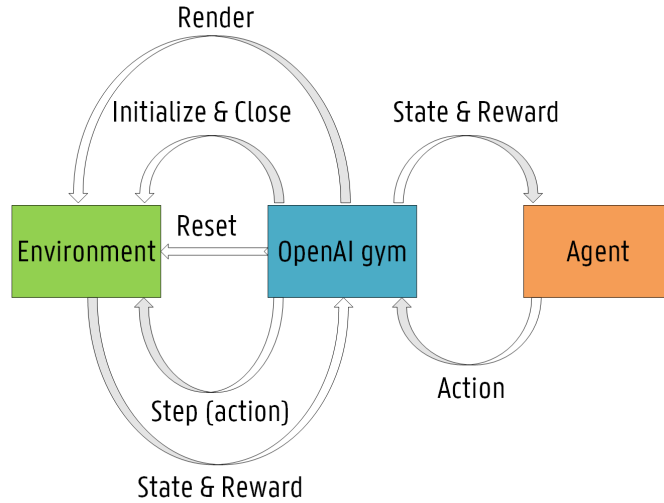 Render
Initialize & Close
State & Reward
Environment
Reset
OpenAI gym
Agent
Step (action)
Action
State & Reward